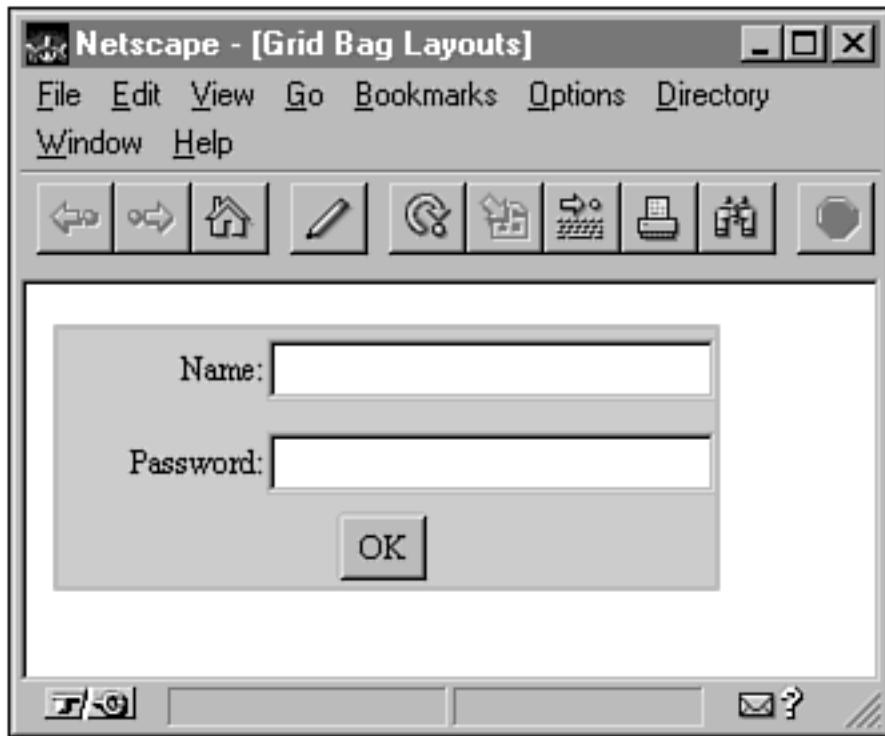 Netscape - [Grid Bag Layouts]
File Edit View Go Bookmarks Options Directory
Window Help
Name:
Password:
OK